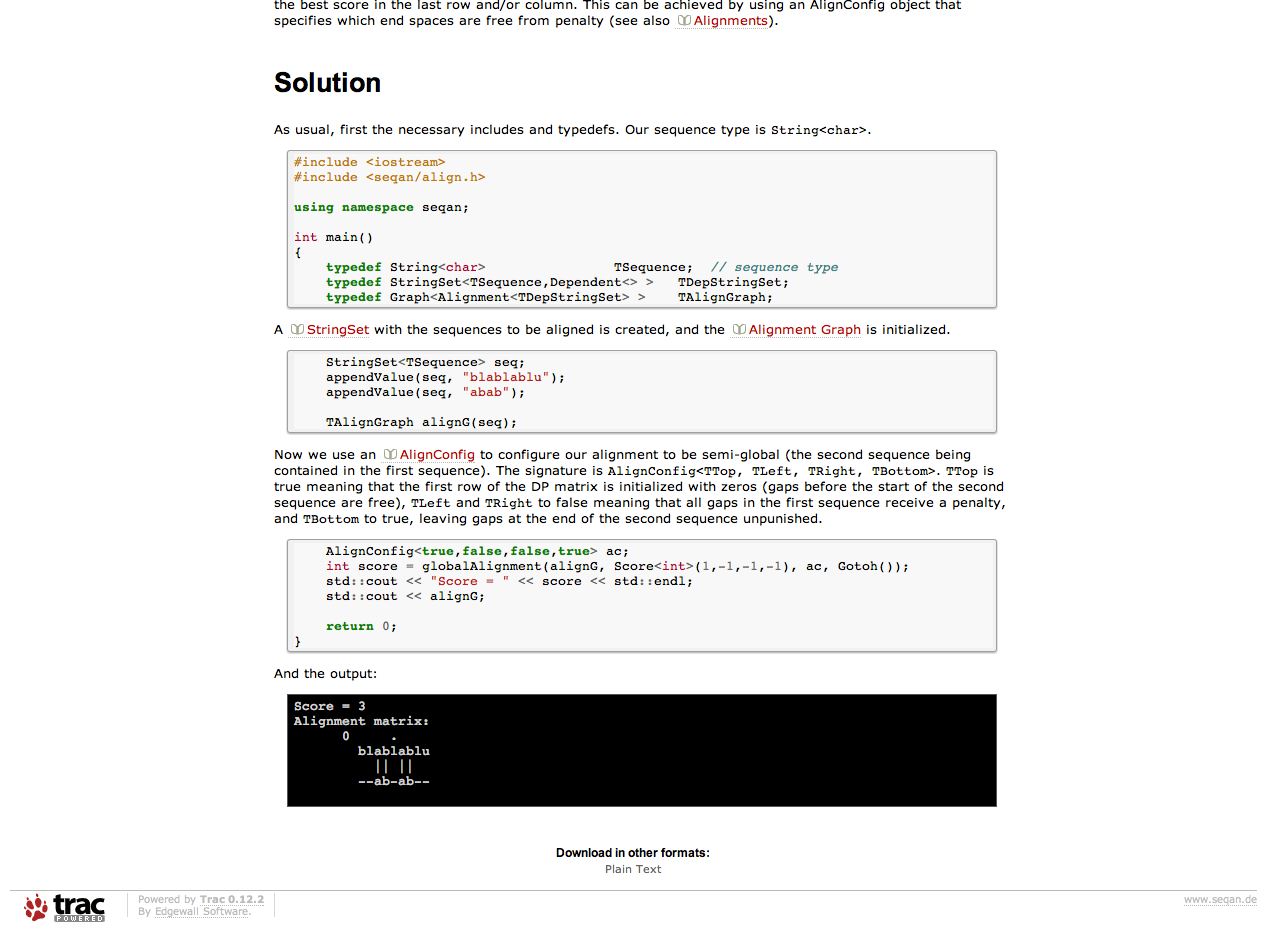 the best score in the last row and/or column. This can be achieved by using an AlignConfig object that
specifies which end spaces are free from penalty (see also Alignments).
Solution
As usual, first the necessary includes and typedefs. Our sequence type is String<char>.
#include <iostream>
#include <seqan/align.h>
using namespace seqan;
int main()
{
    typedef String<char>                TSequence;  // sequence type
    typedef StringSet<TSequence,Dependent<> >   TDepStringSet;
    typedef Graph<Alignment<TDepStringSet> >    TAlignGraph;
A StringSet with the sequences to be aligned is created, and the Alignment Graph is initialized.
    StringSet<TSequence> seq;
    appendValue(seq, "blablablu");
    appendValue(seq, "abab");
    TAlignGraph alignG(seq);
Now we use an AlignConfig to configure our alignment to be semi-global (the second sequence being
contained in the first sequence). The signature is AlignConfig<TTop, TLeft, TRight, TBottom>. TTop is
true meaning that the first row of the DP matrix is initialized with zeros (gaps before the start of the second
sequence are free), TLeft and TRight to false meaning that all gaps in the first sequence receive a penalty,
and TBottom to true, leaving gaps at the end of the second sequence unpunished.
    AlignConfig<true,false,false,true> ac;
    int score = globalAlignment(alignG, Score<int>(1,-1,-1,-1), ac, Gotoh());
    std::cout << "Score = " << score << std::endl;
    std::cout << alignG;
    return 0;
}
And the output:
Score = 3
Alignment matrix:
      0     .
        blablablu
          || ||
        --ab-ab--
Download in other formats:
Plain Text
trac
POWERED
Powered by Trac 0.12.2
By Edgewall Software.
www.seqan.de